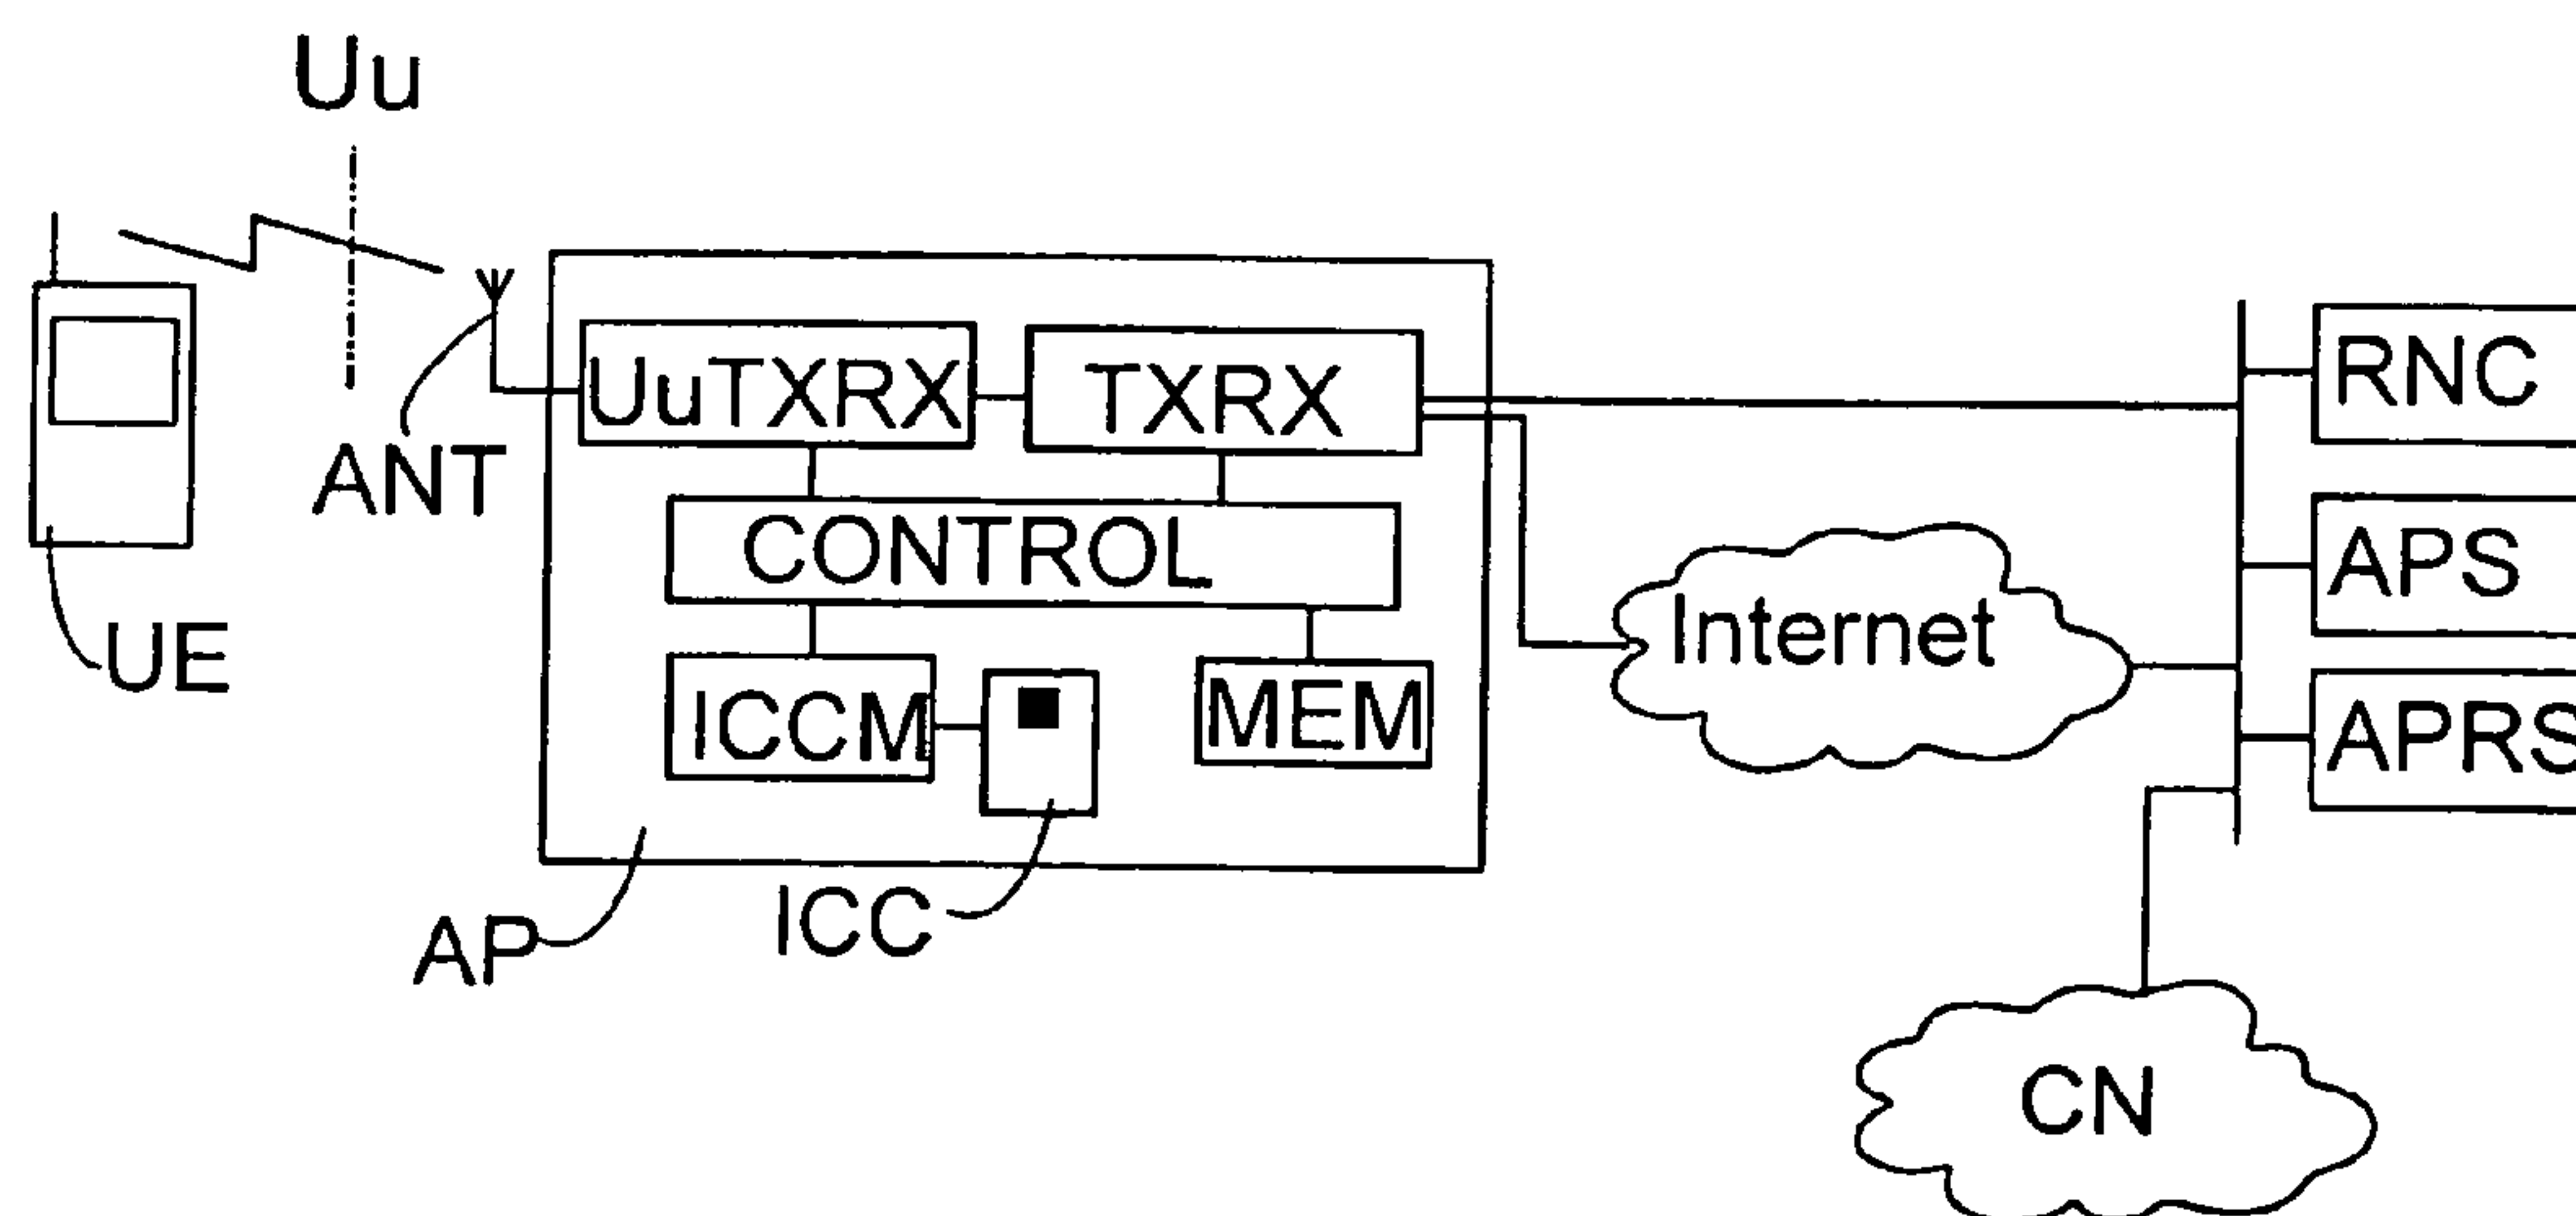 Uu
UuTXRX
TXRX
RNC
ANT
CONTROL
APS
Internet
UE
ICCM
MEM
APRS
AP
ICC
CN